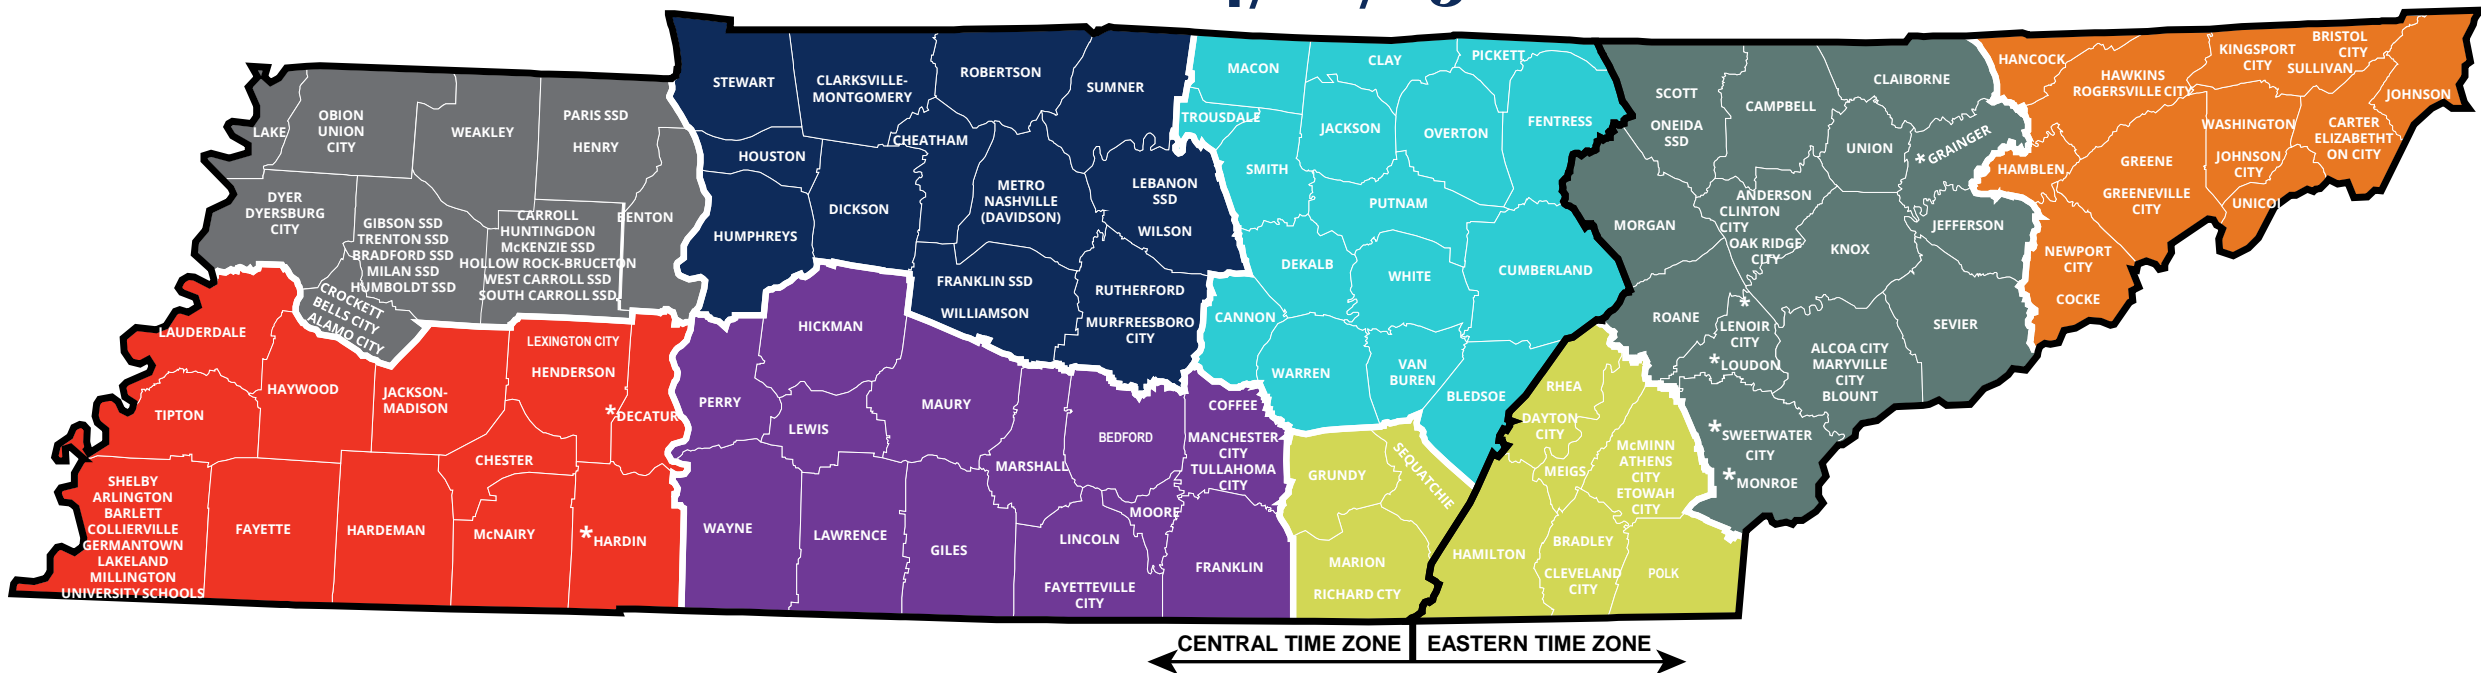 LAKE
OBION
UNION
CITY
WEAKLEY
PARIS SSD
HENRY
DYER
DYERSBURG
CITY
GIBSON SSD
TRENTON SSD
BRADFORD SSD
MILAN SSD
HUMBOLDT SSD
CARROLL
HUNTINGDON
McKENZIE SSD
HOLLOW ROCK-BRUCETON
WEST CARROLL SSD
SOUTH CARROLL SSD
BENTON
CROCKETT
BELLS CITY
ALAMO CITY
LAUDERDALE
HAYWOOD
TIPTON
JACKSON-
MADISON
LEXINGTON CITY
HENDERSON
*DECATUR
CHESTER
SHELBY
ARLINGTON
BARLETT
COLLIERVILLE
GERMANTOWN
LAKELAND
MILLINGTON
UNIVERSITY SCHOOLS
FAYETTE
HARDEMAN
McNAIRY
*HARDIN
STEWART
CLARKSVILLE-
MONTGOMERY
ROBERTSON
SUMNER
HOUSTON
CHEATHAM
HUMPHREYS
DICKSON
METRO
NASHVILLE
(DAVIDSON)
LEBANON
SSD
WILSON
FRANKLIN SSD
WILLIAMSON
RUTHERFORD
MURFREESBORO
CITY
HICKMAN
PERRY
LEWIS
MAURY
MARSHALL
BEDFORD
COFFEE
MANCHESTER
CITY
TULLAHOMA
CITY
WAYNE
LAWRENCE
GILES
MOORE
LINCOLN
FAYETTEVILLE
CITY
FRANKLIN
MACON
CLAY
PICKETT
TROUSDALE
JACKSON
OVERTON
FENTRESS
SMITH
PUTNAM
DEKALB
WHITE
CUMBERLAND
CANNON
WARREN
VAN
BUREN
BLEDSOE
GRUNDY
SEQUATCHIE
MARION
RICHARD CTY
RHEA
DAYTON
CITY
MEIGS
McMINN
ATHENS
CITY
ETOWAH
CITY
HAMILTON
BRADLEY
CLEVELAND
CITY
POLK
SCOTT
ONEIDA
SSD
CAMPBELL
CLAIBORNE
UNION
*GRAINGER
MORGAN
ANDERSON
CLINTON
CITY
OAK RIDGE
CITY
KNOX
JEFFERSON
ROANE
*
LENOIR
CITY
*LOUDON
ALCOA CITY
MARYVILLE
CITY
BLOUNT
SEVIER
*SWEETWATER
CITY
*MONROE
HANCOCK
HAWKINS
ROGERSVILLE CITY
KINGSPORT
CITY
BRISTOL
CITY
SULLIVAN
JOHNSON
WASHINGTON
JOHNSON
CITY
CARTER
ELIZABETHT
ON CITY
HAMBLEN
GREENE
GREENEVILLE
CITY
UNICOI
NEWPORT
CITY
COCKE
CENTRAL TIME ZONE
EASTERN TIME ZONE